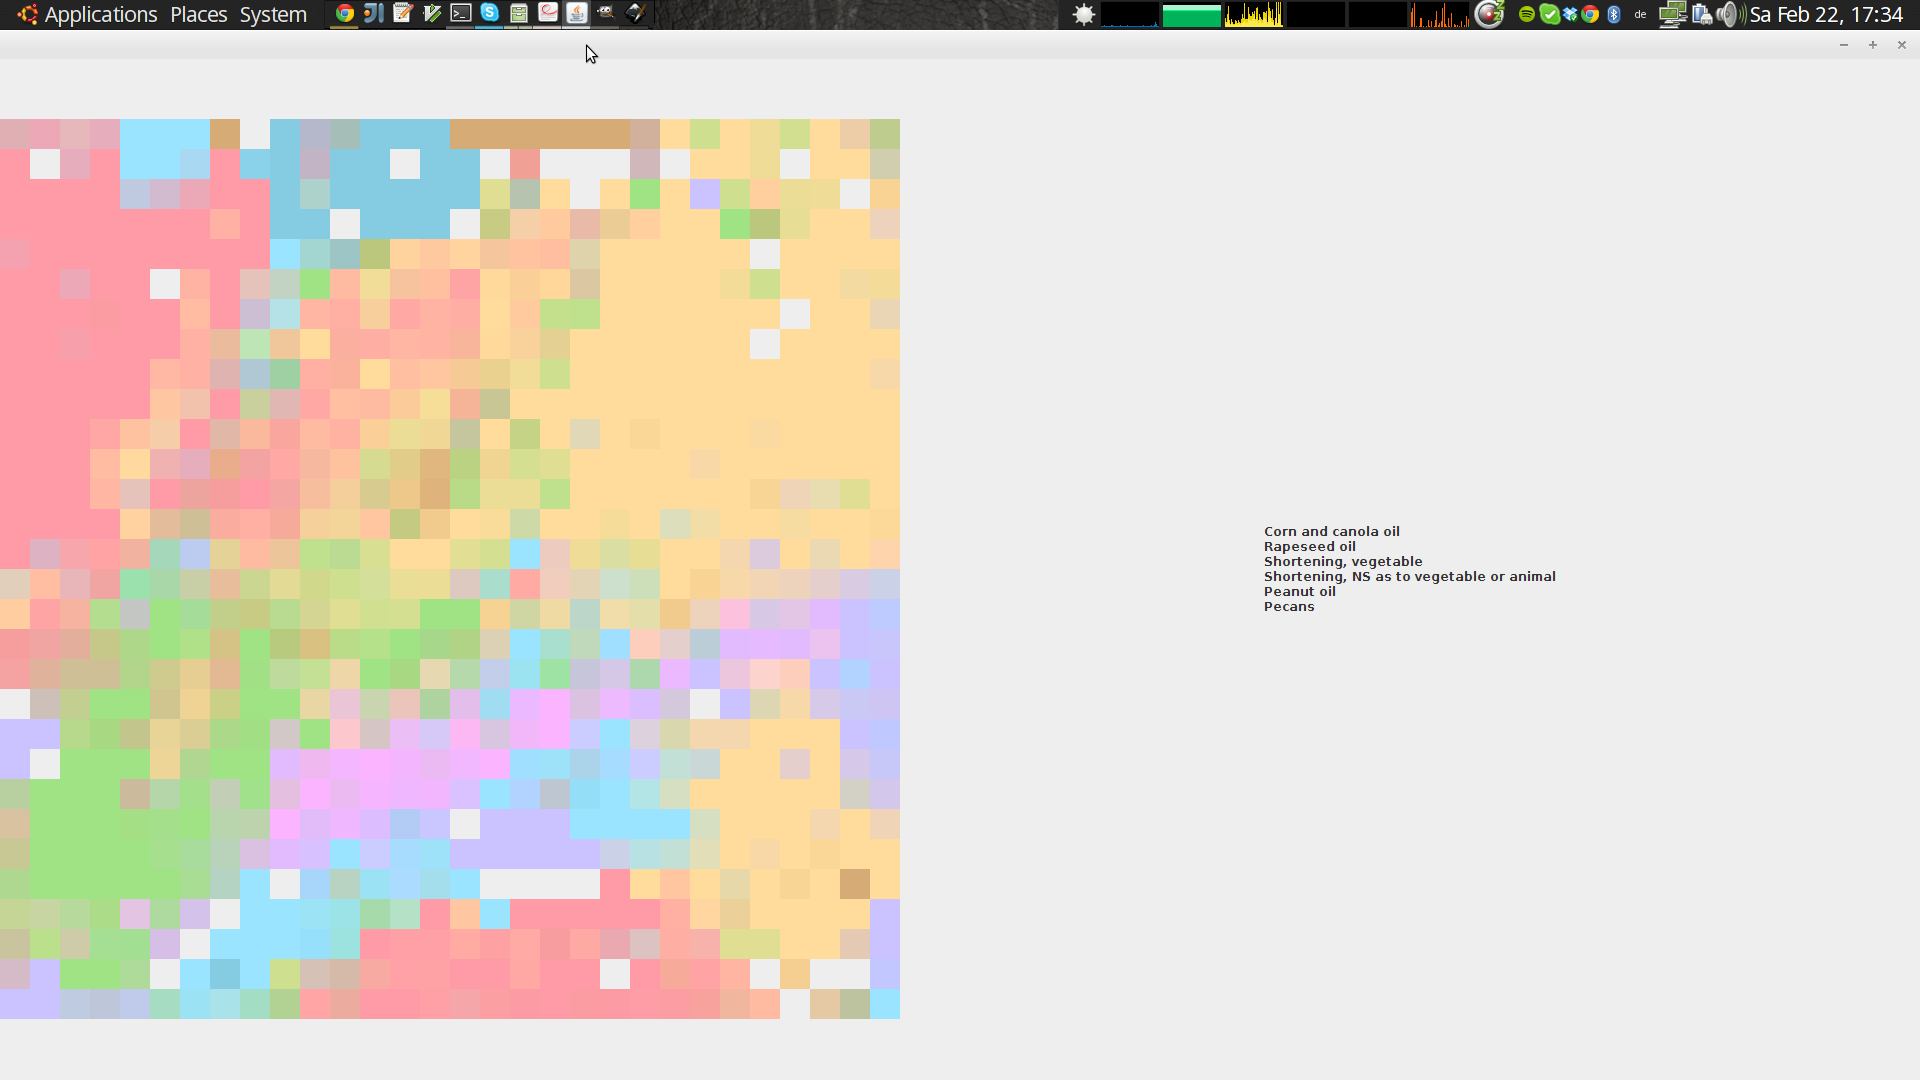 Applications Places System
de
Sa Feb 22, 17:34
Corn and canola oil
Rapeseed oil
Shortening, vegetable
Shortening, NS as to vegetable or animal
Peanut oil
Pecans